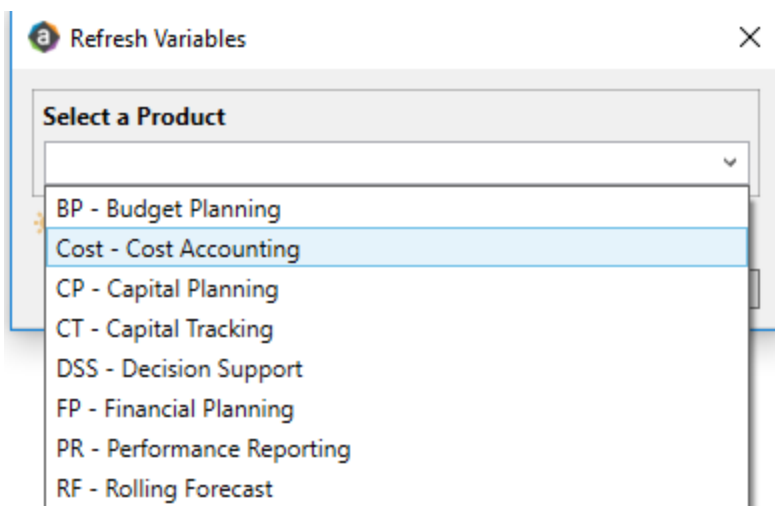 Refresh Variables
Select a Product
BP - Budget Planning
Cost - Cost Accounting
CP - Capital Planning
CT - Capital Tracking
DSS - Decision Support
FP - Financial Planning
PR - Performance Reporting
RF - Rolling Forecast